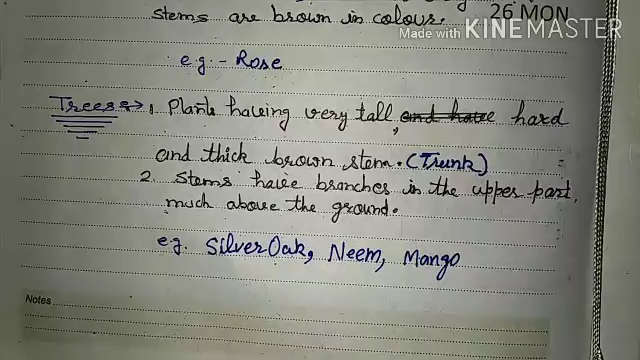 stems are brown in colour.
26 MON
Made with KINEMASTER
e.g.- Rose
Trees→ 1. Plants having very tall, and have hard
and thick brown stem. (Trunk)
2. Stems have branches in the upper part,
much above the ground.
e.g. Silver Oak, Neem, Mango
Notes